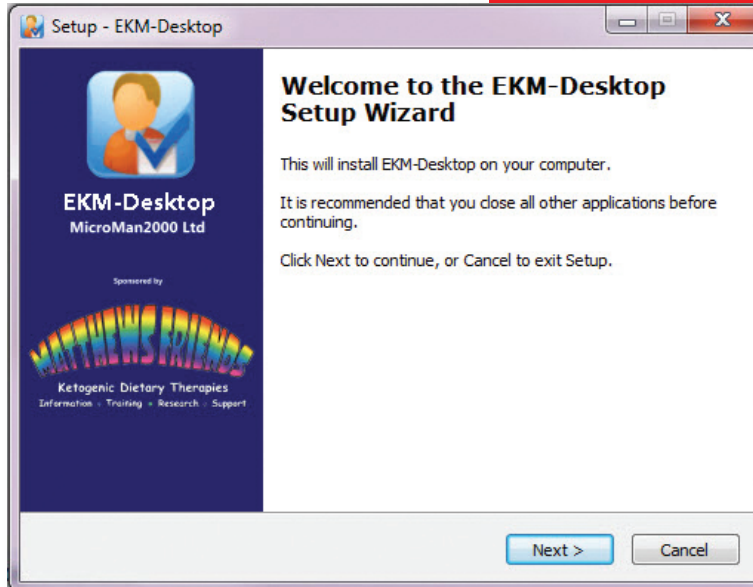 Setup - EKM-Desktop
EKM-Desktop
MicroMan2000 Ltd
Sponsored by
MATTHEWS FRIENDS
Ketogenic Dietary Therapies
Information • Training • Research • Support
Welcome to the EKM-Desktop
Setup Wizard
This will install EKM-Desktop on your computer.
It is recommended that you close all other applications before
continuing.
Click Next to continue, or Cancel to exit Setup.
Next >
Cancel